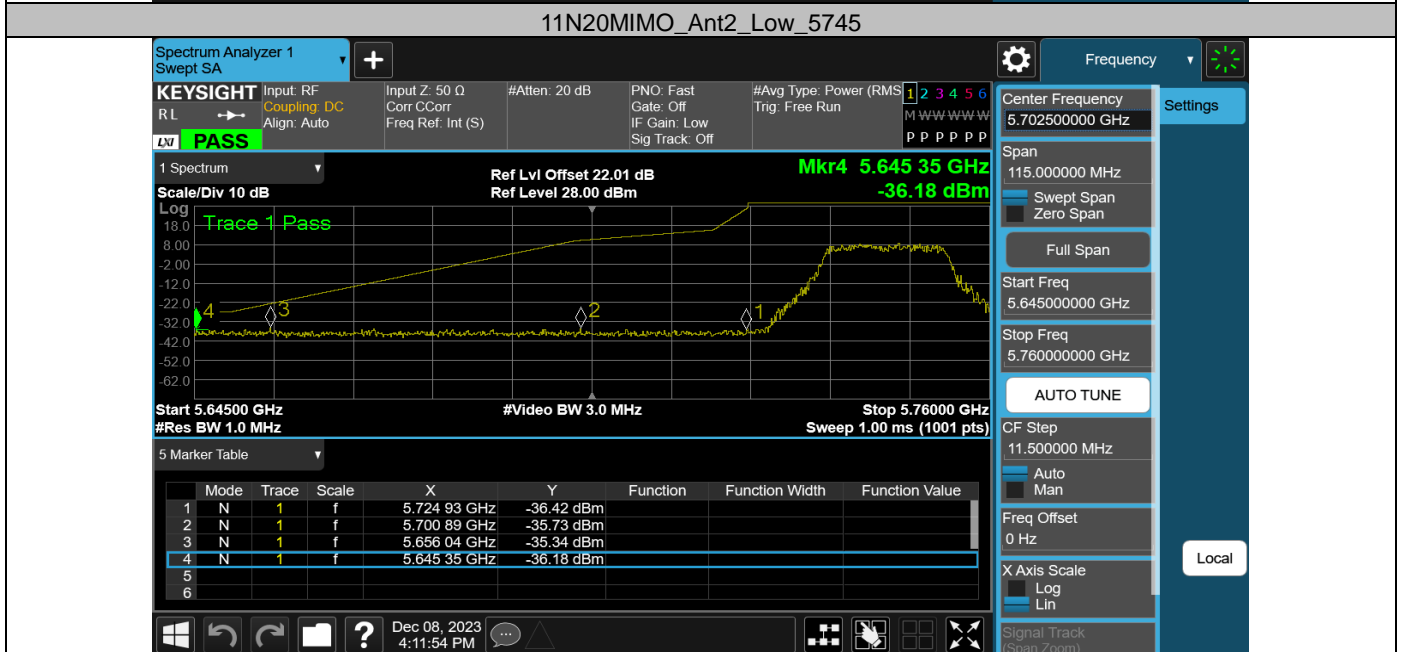 11N20MIMO_Ant2_Low_5745
Spectrum Analyzer 1
Swept SA
+
Frequency
KEYSIGHT
RL
LXI
PASS
Input: RF
Coupling: DC
Align: Auto
Input Z: 50 Ω
Corr CCorr
Freq Ref: Int (S)
#Atten: 20 dB
PNO: Fast
Gate: Off
IF Gain: Low
Sig Track: Off
#Avg Type: Power (RMS
Trig: Free Run
1 2 3 4 5 6
M W W W W W
P P P P P P
1 Spectrum
Scale/Div 10 dB
Ref Lvl Offset 22.01 dB
Ref Level 28.00 dBm
Mkr4 5.645 35 GHz
-36.18 dBm
Log
Trace 1 Pass
18.0
8.00
-2.00
-12.0
-22.0
-32.0
-42.0
-52.0
-62.0
4 3 2 1
Start 5.64500 GHz #Video BW 3.0 MHz Stop 5.76000 GHz
#Res BW 1.0 MHz Sweep 1.00 ms (1001 pts)
5 Marker Table
Mode Trace Scale X Y Function Function Width Function Value
1 N 1 f 5.724 93 GHz -36.42 dBm
2 N 1 f 5.700 89 GHz -35.73 dBm
3 N 1 f 5.656 04 GHz -35.34 dBm
4 N 1 f 5.645 35 GHz -36.18 dBm
5
6
?
Dec 08, 2023
4:11:54 PM
Center Frequency
5.702500000 GHz
Settings
Span
115.000000 MHz
Swept Span
Zero Span
Full Span
Start Freq
5.645000000 GHz
Stop Freq
5.760000000 GHz
AUTO TUNE
CF Step
11.500000 MHz
Auto
Man
Freq Offset
0 Hz
X Axis Scale
Log
Lin
Local
Signal Track
(Span Zoom)